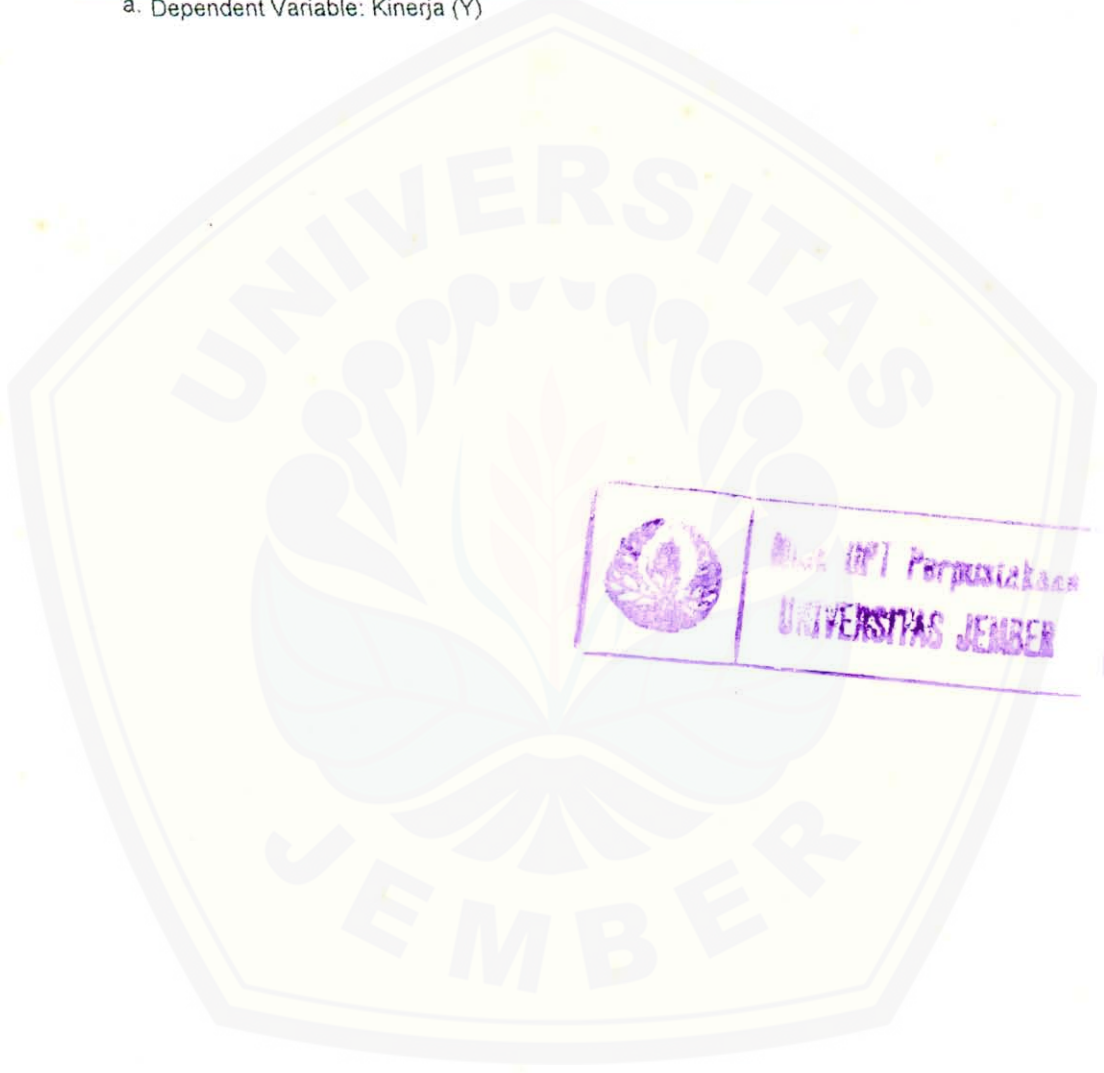 a. Dependent Variable: Kinerja (Y)
UNIVERSITAS
UPT Perpustakaan
UNIVERSITAS JEMBER
JEMBER